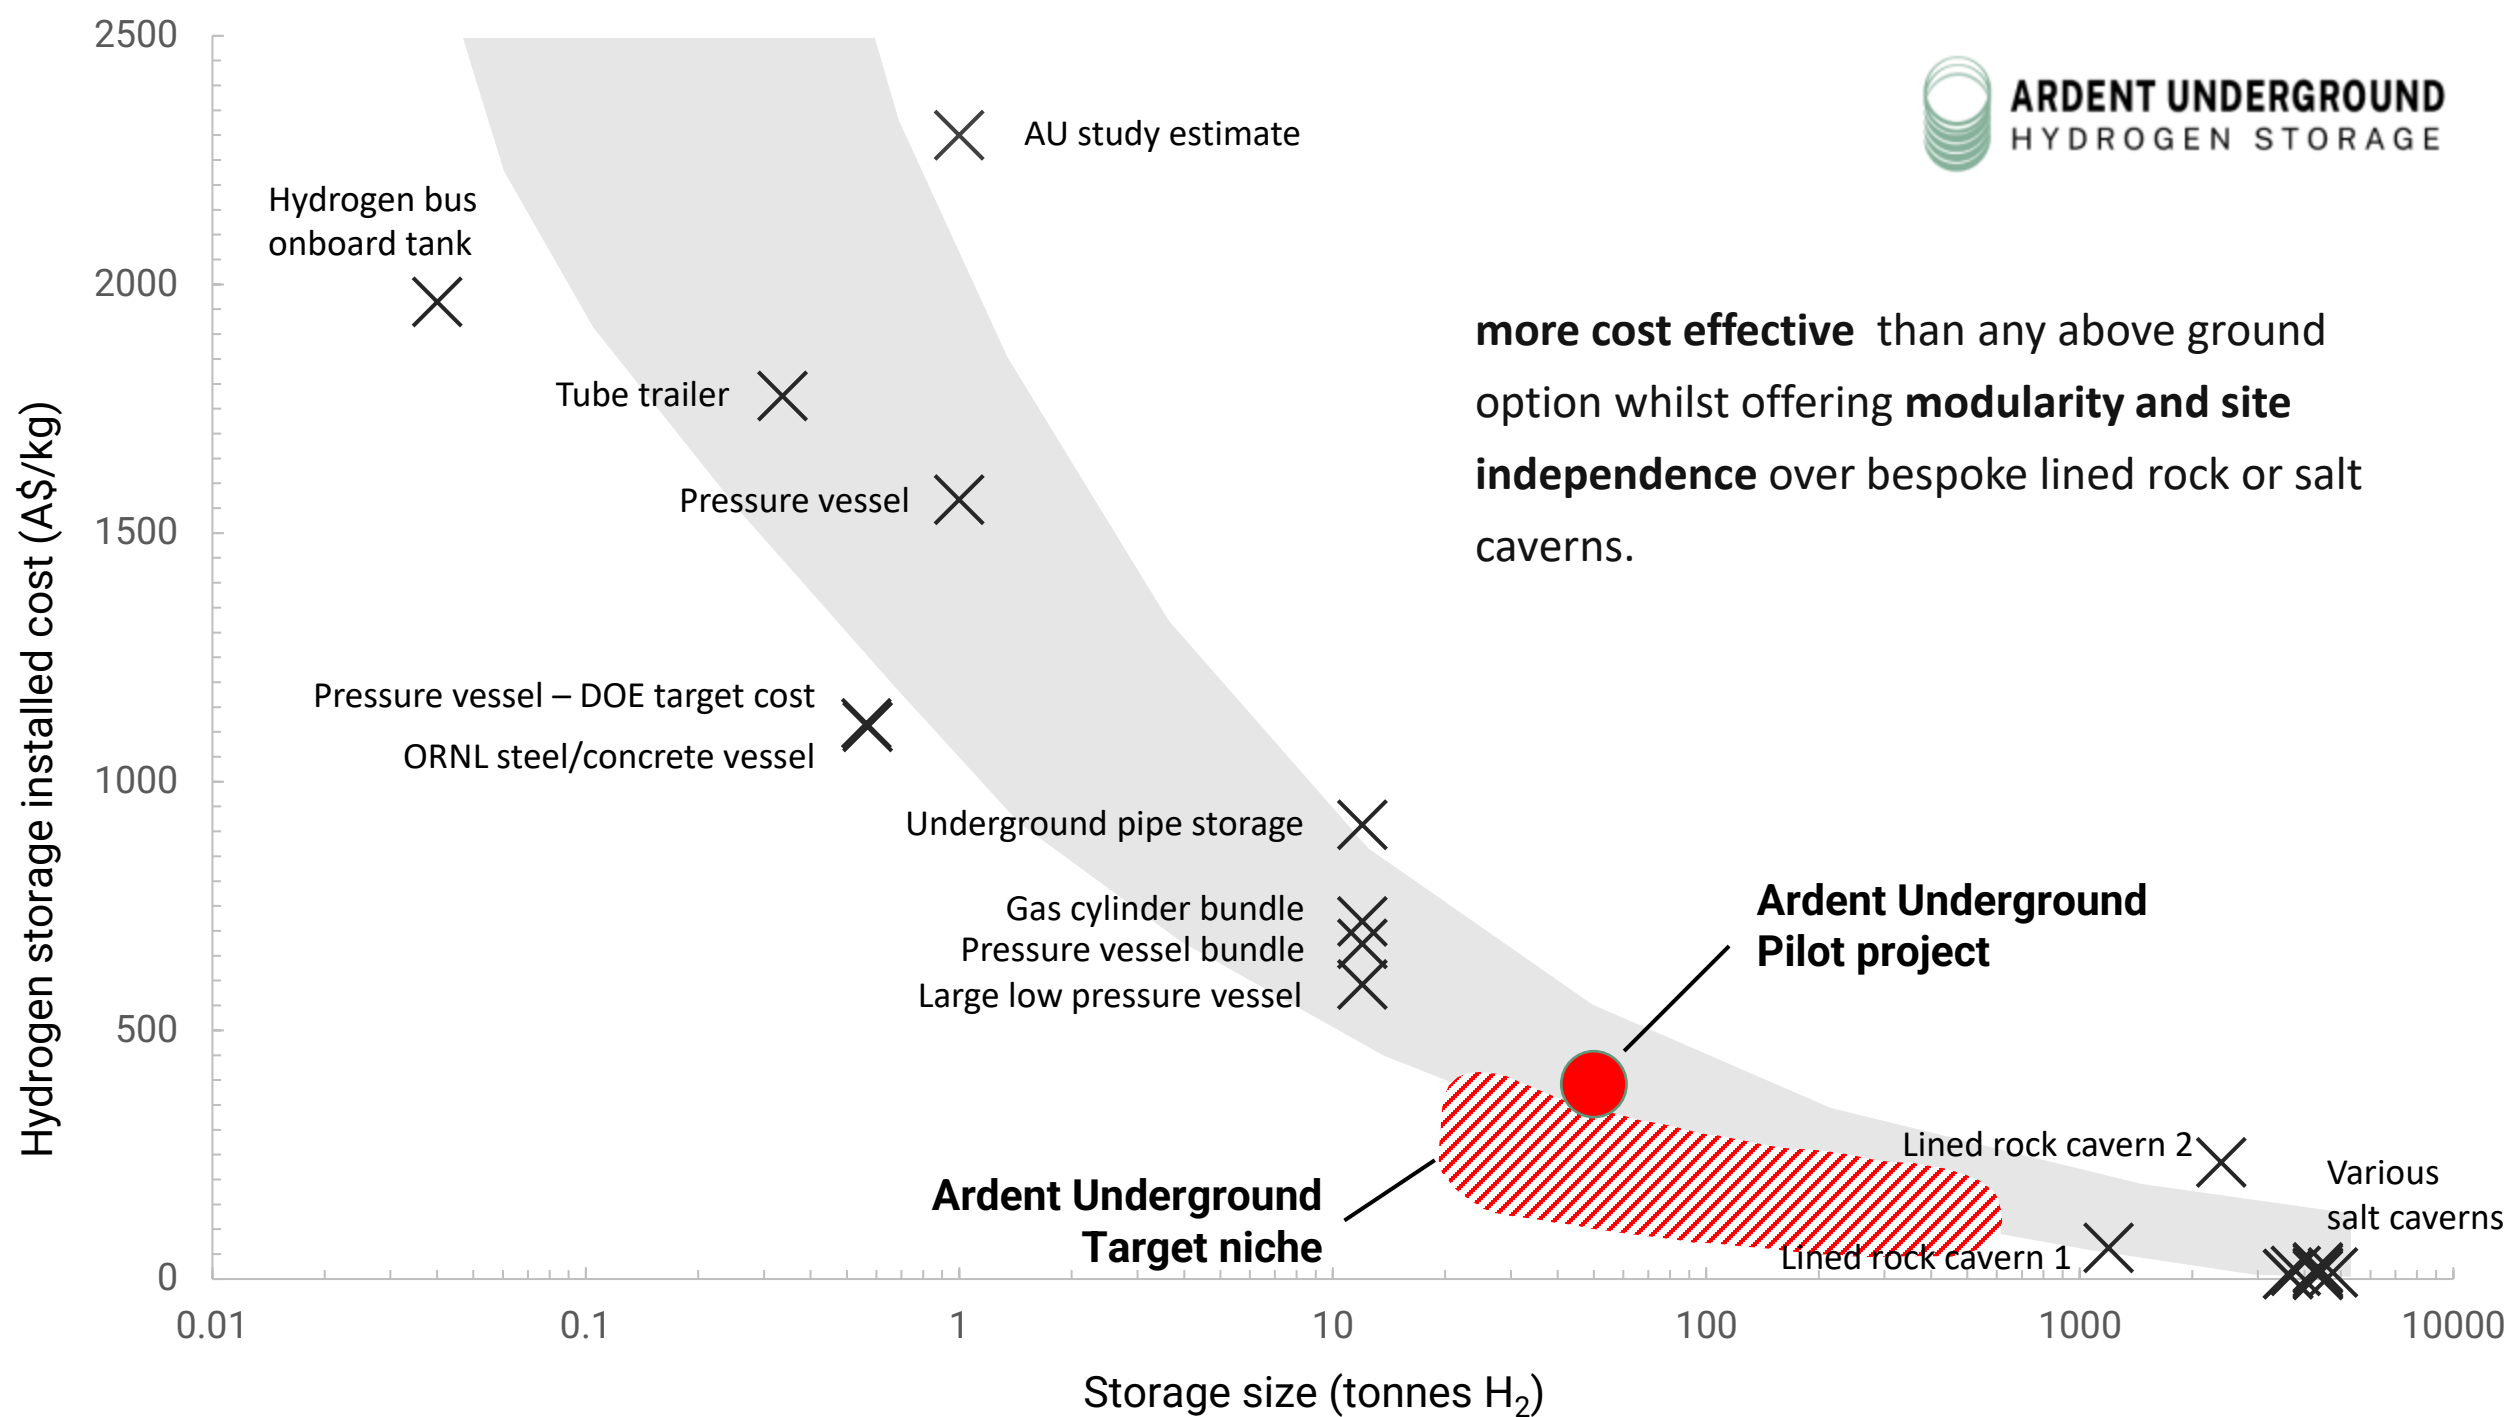 2500
ARDENT UNDERGROUND
HYDROGEN STORAGE
AU study estimate
Hydrogen bus
onboard tank
2000
more cost effective than any above ground
option whilst offering modularity and site
independence over bespoke lined rock or salt
caverns.
Tube trailer
Pressure vessel
1500
Hydrogen storage installed cost (A$/kg)
Pressure vessel – DOE target cost
ORNL steel/concrete vessel
1000
Underground pipe storage
Gas cylinder bundle
Pressure vessel bundle
Large low pressure vessel
Ardent Underground
Pilot project
500
Lined rock cavern 2
Various
salt caverns
Ardent Underground
Target niche
Lined rock cavern 1
0
0.01 0.1 1 10 100 1000 10000
Storage size (tonnes H₂)